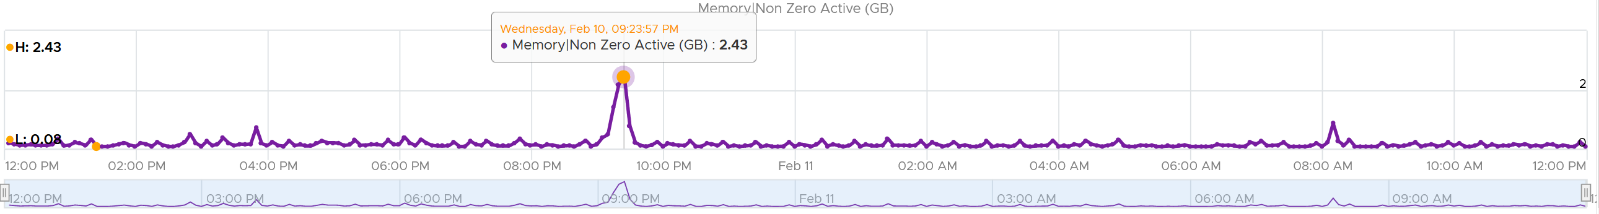 Memory|Non Zero Active (GB)
Wednesday, Feb 10, 09:23:57 PM
Memory|Non Zero Active (GB) : 2.43
H: 2.43
2
L: 0.08
0
12:00 PM 02:00 PM 04:00 PM 06:00 PM 08:00 PM 10:00 PM Feb 11 02:00 AM 04:00 AM 06:00 AM 08:00 AM 10:00 AM 12:00 PM
12:00 PM 03:00 PM 06:00 PM 09:00 PM Feb 11 03:00 AM 06:00 AM 09:00 AM